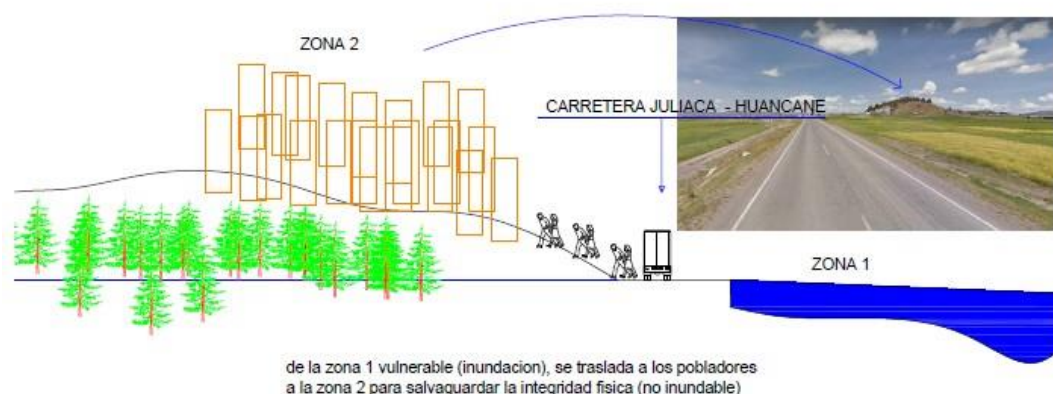 ZONA 2
CARRETERA JULIACA - HUANCANE
ZONA 1
de la zona 1 vulnerable (inundacion), se traslada a los pobladores
a la zona 2 para salvaguardar la integridad fisica (no inundable)